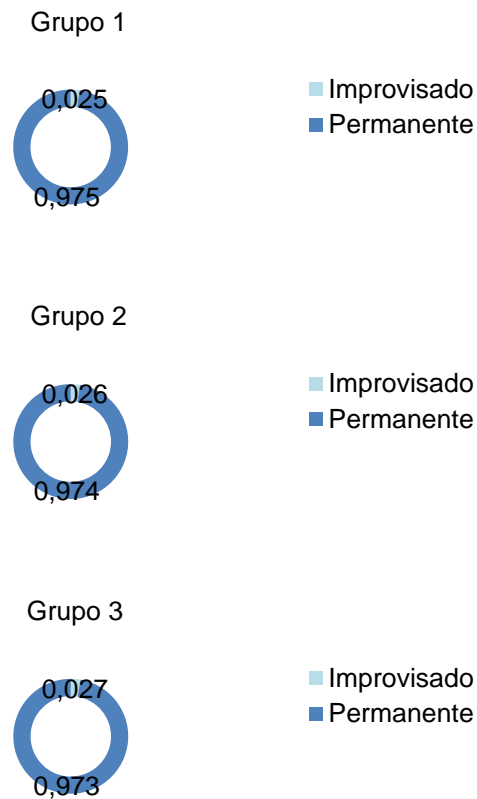 Grupo 1
0,025
0,975
Improvisado
Permanente
Grupo 2
0,026
0,974
Improvisado
Permanente
Grupo 3
0,027
0,973
Improvisado
Permanente